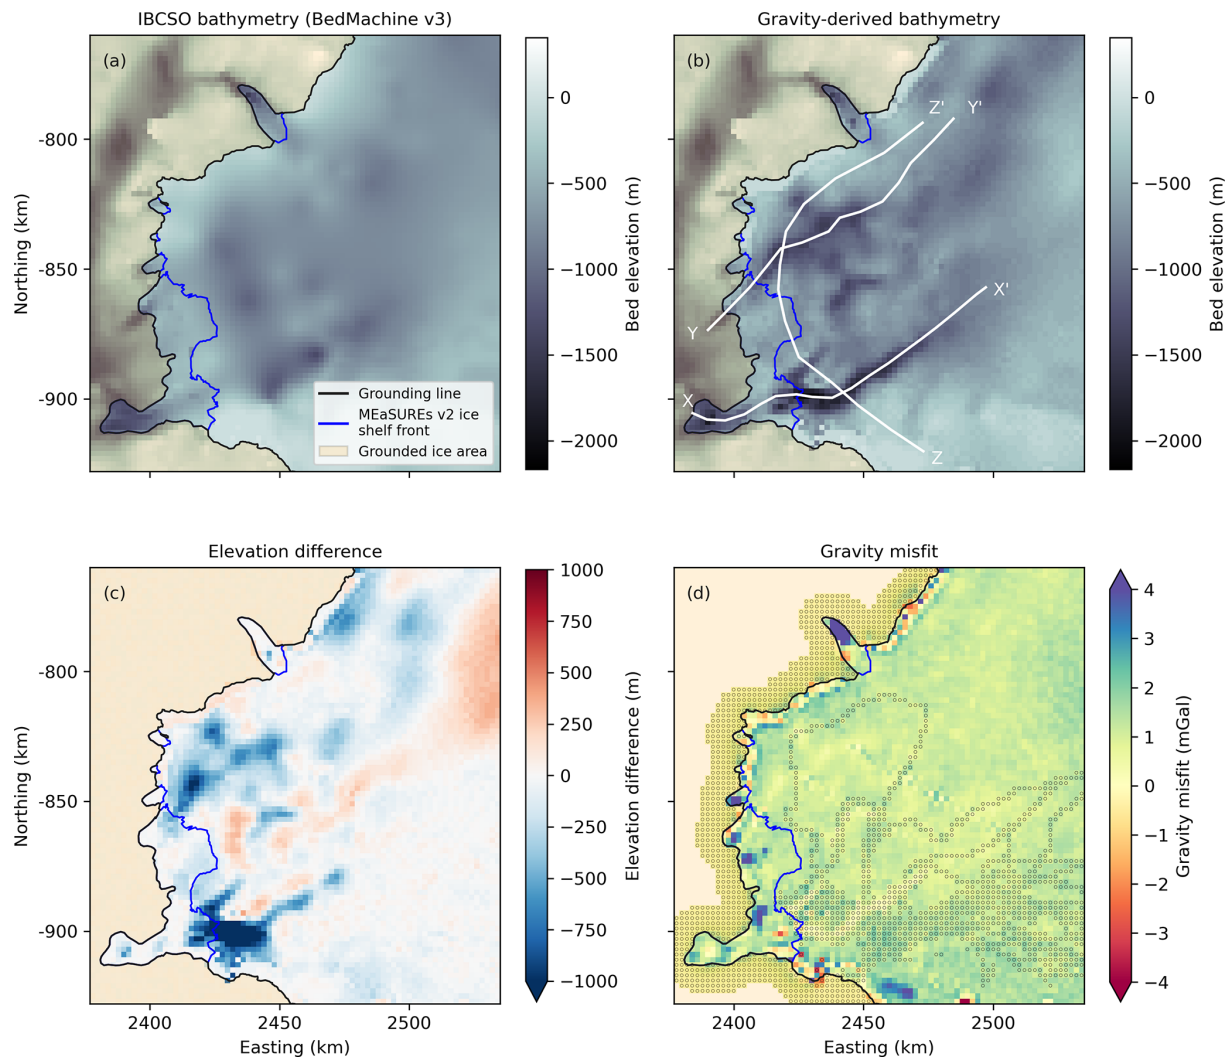 IBCSO bathymetry (BedMachine v3)
Gravity-derived bathymetry
(a)
-800
-850
-900
Northing (km)
Grounding line
MEaSUREs v2 ice
shelf front
Grounded ice area
0
−500
−1000
−1500
−2000
Bed elevation (m)
(b)
Z'
Y'
X'
Y
X
Z
0
−500
−1000
−1500
−2000
Bed elevation (m)
Elevation difference
Gravity misfit
(c)
-800
-850
-900
Northing (km)
2400
2450
2500
Easting (km)
1000
750
500
250
0
−250
−500
−750
−1000
Elevation difference (m)
(d)
2400
2450
2500
Easting (km)
4
3
2
1
0
−1
−2
−3
−4
Gravity misfit (mGal)